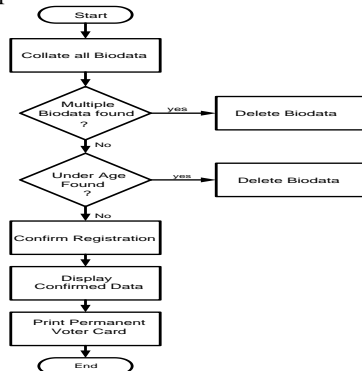 Start
Collate all Biodata
Multiple
Biodata found
?
yes
Delete Biodata
No
Under Age
Found
?
yes
Delete Biodata
No
Confirm Registration
Display
Confirmed Data
Print Permanent
Voter Card
End